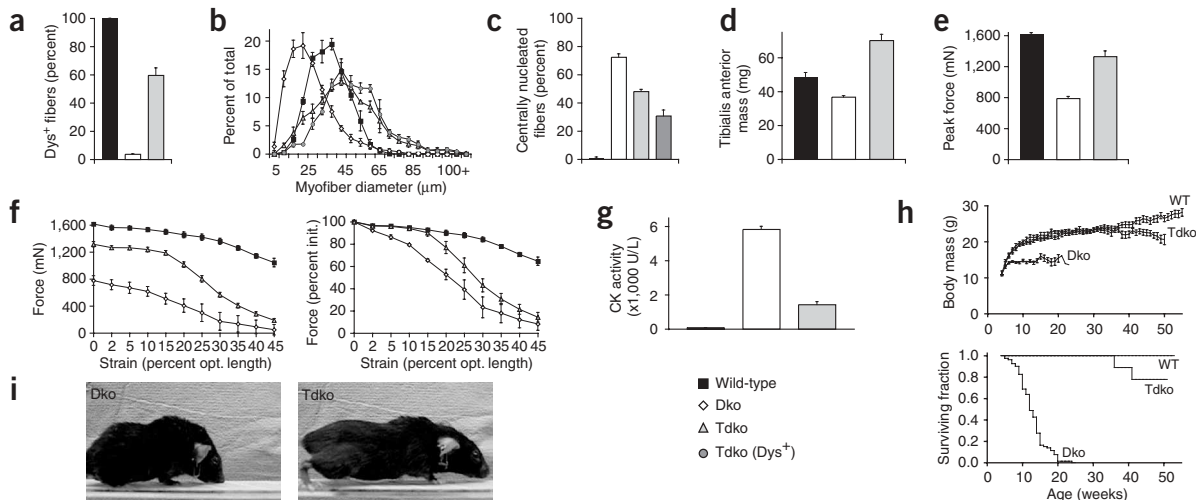 a
Dys+ fibers (percent)
100
80
60
40
20
0
b
Percent of total
20
15
10
5
0
5 25 45 65 85 100+
Myofiber diameter (μm)
c
Centrally nucleated
fibers (percent)
100
80
60
40
20
0
d
Tibialis anterior
mass (mg)
60
40
20
0
e
Peak force (mN)
1,600
1,200
800
400
0
f
Force (mN)
1,600
1,200
800
400
0
0 2 5 10 15 20 25 30 35 40 45
Strain (percent opt. length)
Force (percent init.)
100
80
60
40
20
0
0 2 5 10 15 20 25 30 35 40 45
Strain (percent opt. length)
g
CK activity
(x1,000 U/L)
6
4
2
0
Wild-type
Dko
Tdko
Tdko (Dys+)
h
Body mass (g)
30
20
10
0
WT
Tdko
Dko
10 20 30 40 50
Surviving fraction
1.0
0.8
0.6
0.4
0.2
0.0
WT
Tdko
Dko
0 10 20 30 40 50
Age (weeks)
i
Dko
Tdko